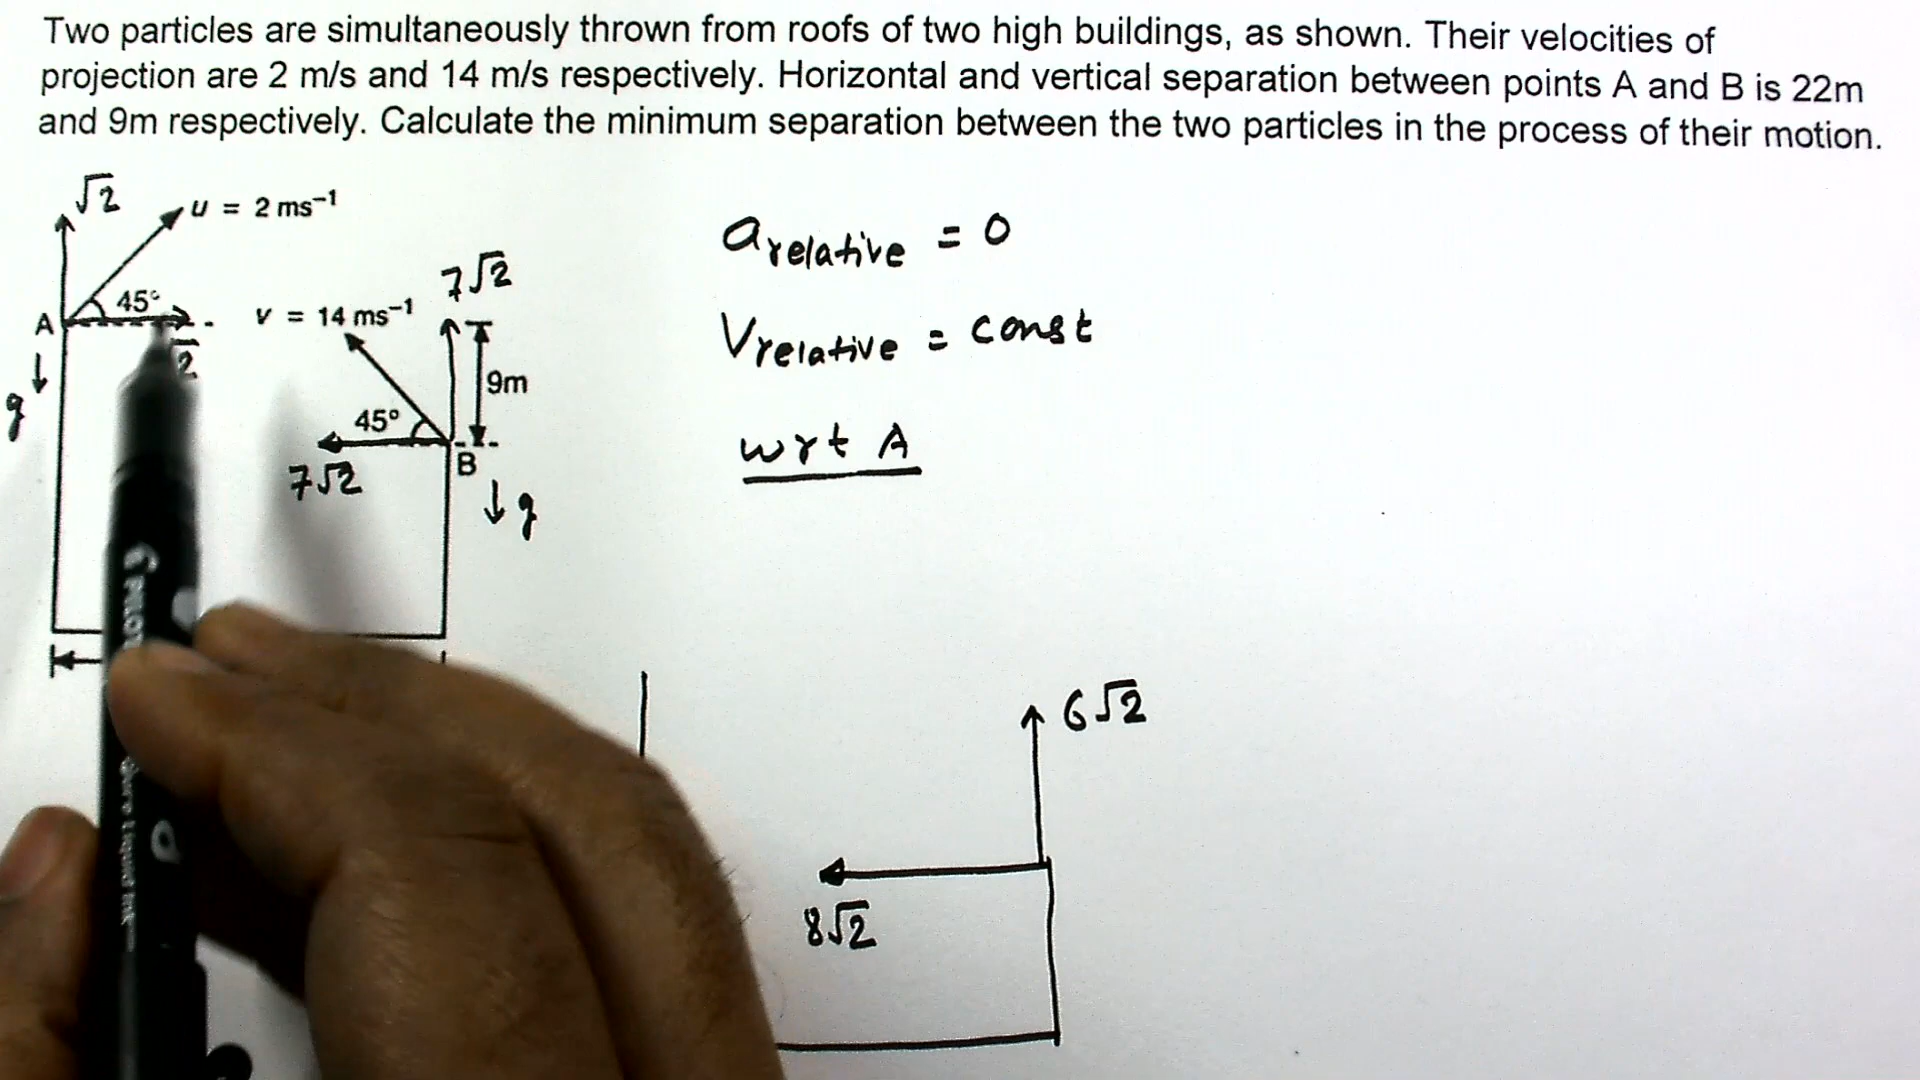 Two particles are simultaneously thrown from roofs of two high buildings, as shown. Their velocities of
projection are 2 m/s and 14 m/s respectively. Horizontal and vertical separation between points A and B is 22m
and 9m respectively. Calculate the minimum separation between the two particles in the process of their motion.
√2
u = 2 ms⁻¹
45°
A
√2
g
v = 14 ms⁻¹
7√2
9m
45°
B
7√2
g
a relative = 0
V relative = const
wrt A
6√2
8√2